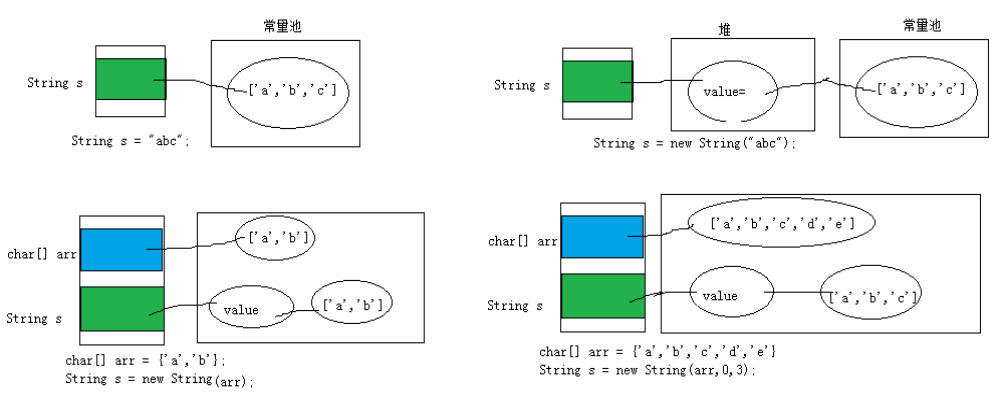 常量池
String s
['a','b','c']
String s = "abc";
堆
常量池
String s
value=
['a','b','c']
String s = new String("abc");
char[] arr
['a','b']
String s
value
['a','b']
char[] arr = {'a','b'};
String s = new String(arr);
char[] arr
['a','b','c','d','e']
String s
value
['a','b','c']
char[] arr = {'a','b','c','d','e'}
String s = new String(arr,0,3);